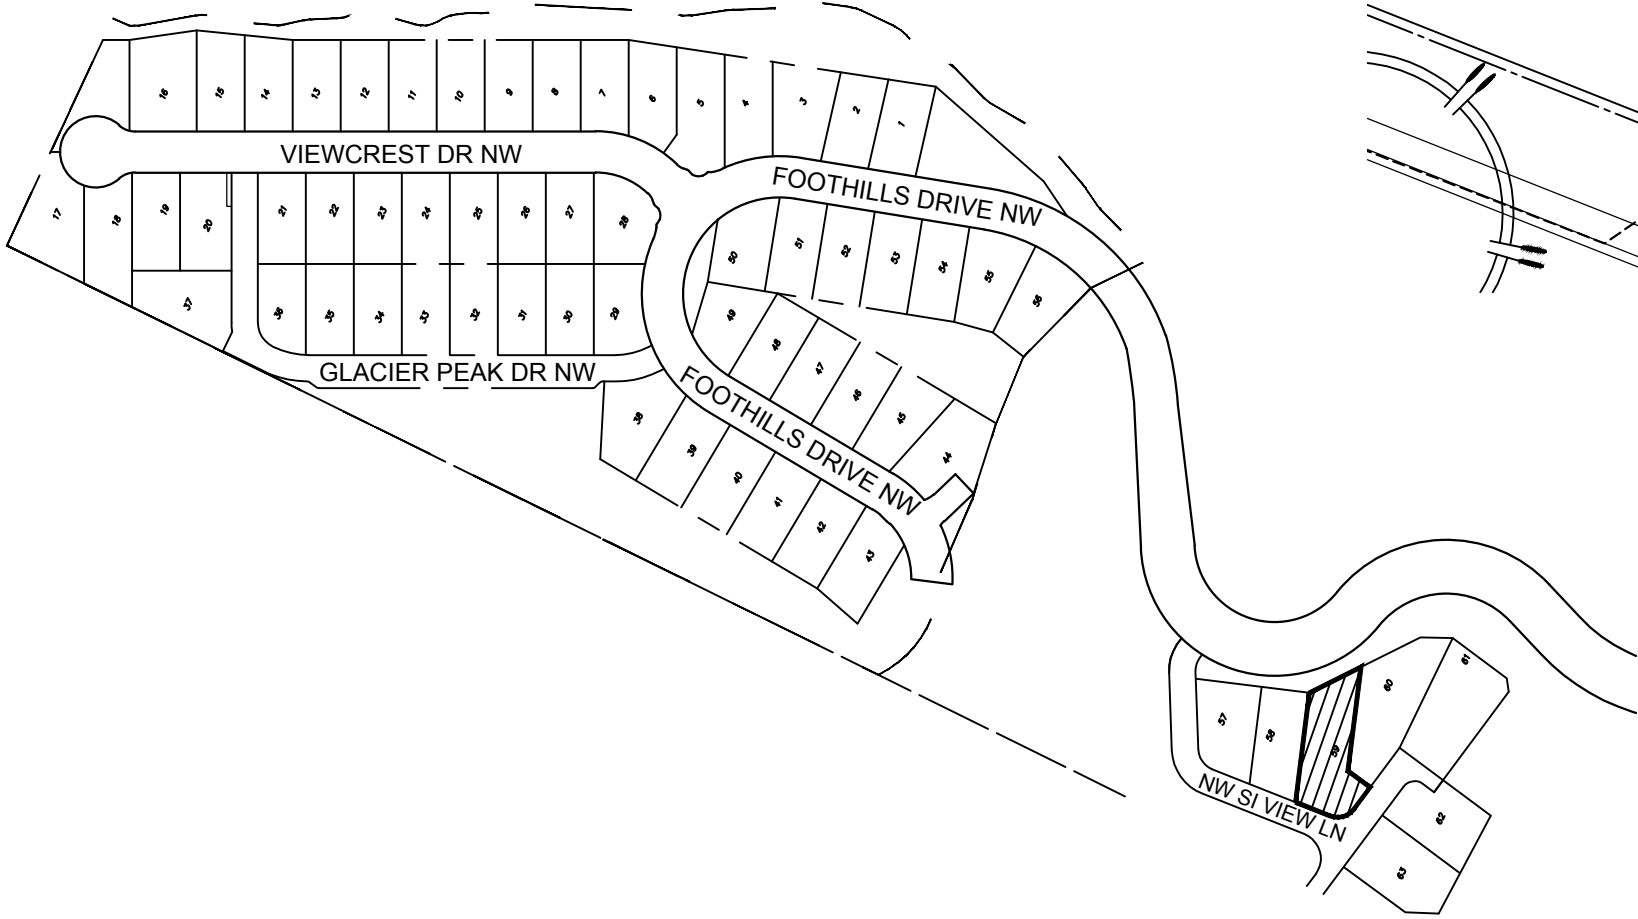 16 15 14 13 12 11 10 9 8 7 6 5 4 3 2 1
VIEWCREST DR NW
FOOTHILLS DRIVE NW
17 18 19 20 21 22 23 24 25 26 27 28
50 51 52 53 54 55 56
37 36 35 34 33 32 31 30 29
49 48 47 46 45 44
GLACIER PEAK DR NW
FOOTHILLS DRIVE NW
38 39 40 41 42 43
57 58 59 60 61
NW SI VIEW LN
62
63